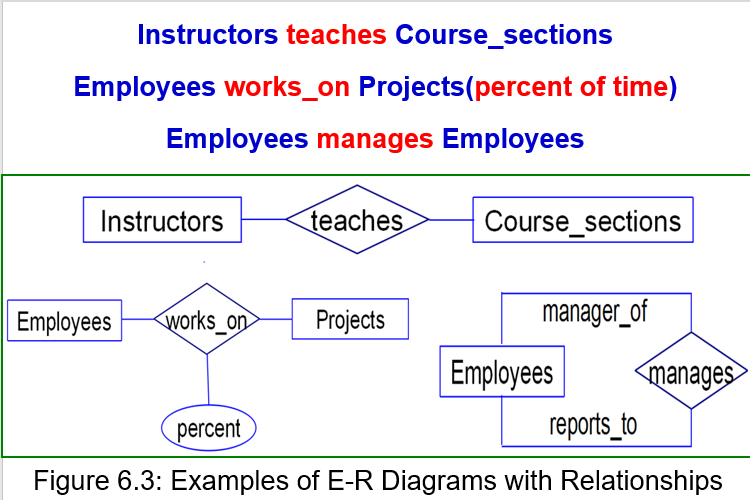 Instructors teaches Course_sections
Employees works_on Projects(percent of time)
Employees manages Employees
Instructors teaches Course_sections
Employees works_on Projects
percent
manager_of
Employees manages
reports_to
Figure 6.3: Examples of E-R Diagrams with Relationships